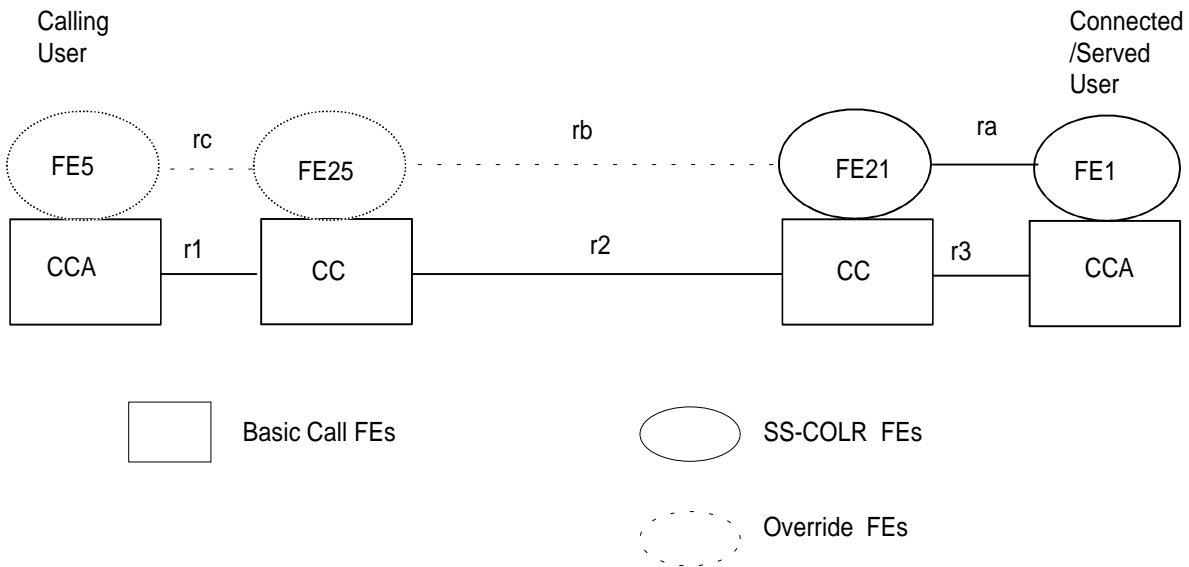 Calling
User
Connected
/Served
User
rc
rb
ra
FE5
FE25
FE21
FE1
r1
r2
r3
CCA
CC
CC
CCA
Basic Call FEs
SS-COLR FEs
Override FEs